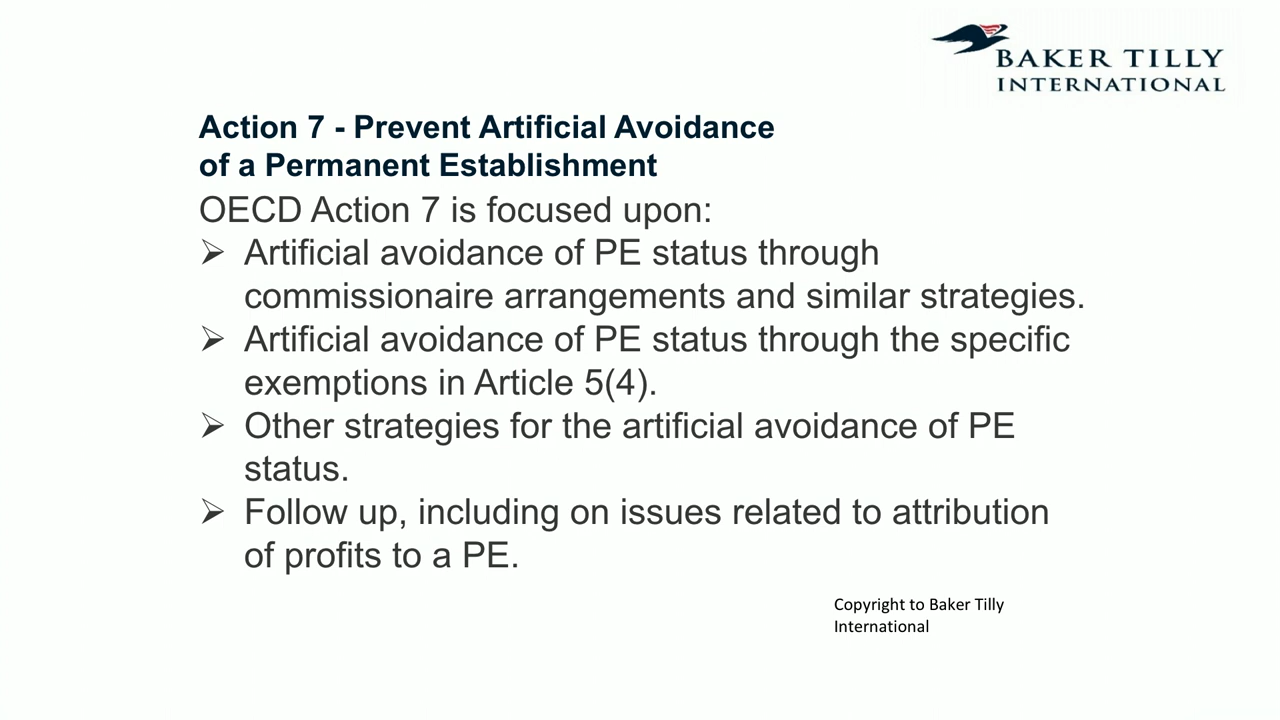 BAKER TILLY
INTERNATIONAL
Action 7 - Prevent Artificial Avoidance
of a Permanent Establishment
OECD Action 7 is focused upon:
➢ Artificial avoidance of PE status through
commissionaire arrangements and similar strategies.
➢ Artificial avoidance of PE status through the specific
exemptions in Article 5(4).
➢ Other strategies for the artificial avoidance of PE
status.
➢ Follow up, including on issues related to attribution
of profits to a PE.
Copyright to Baker Tilly
International